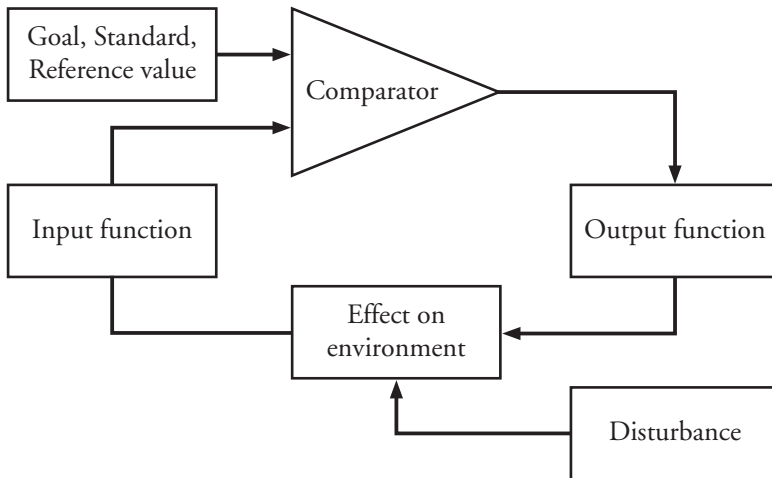 Goal, Standard,
Reference value
Comparator
Input function
Output function
Effect on
environment
Disturbance